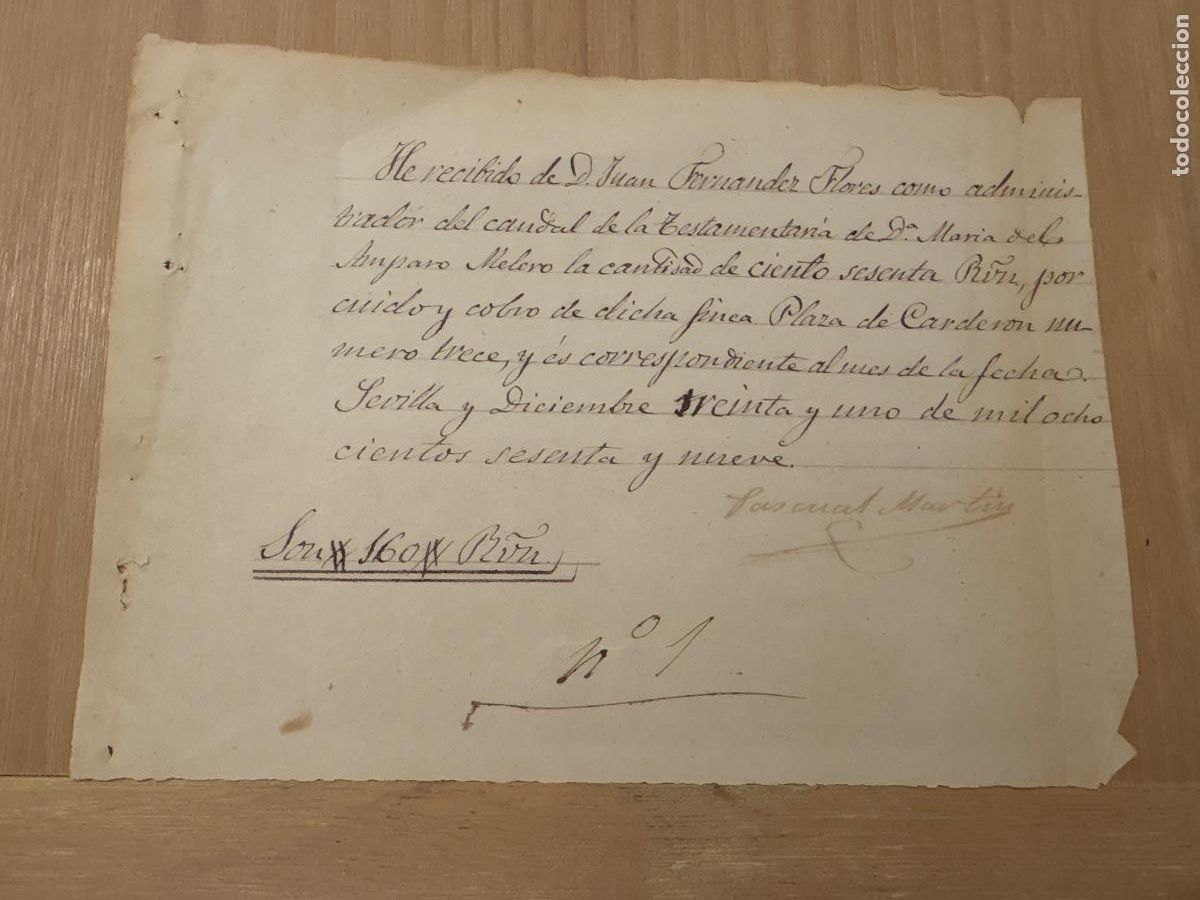 He recibido de D. Juan Fernandez Flores como adminis-
trador del caudal de la Testamentaría de Dª Maria del
Amparo Melero la cantidad de ciento sesenta Rvn, por
cuido y cobro de dicha finca Plaza de Carderon nu-
mero trece, y és correspondiente al mes de la fecha.
Sevilla y Diciembre treinta y uno de mil ocho
cientos sesenta y nueve.
Pascual Martin
Son # 160 # Rvn.
nº 1
todocoleccion